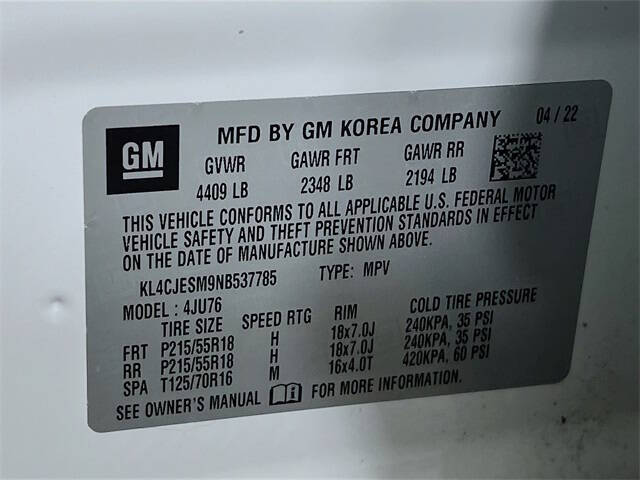 GM
MFD BY GM KOREA COMPANY 04 / 22
GVWR GAWR FRT GAWR RR
4409 LB 2348 LB 2194 LB
THIS VEHICLE CONFORMS TO ALL APPLICABLE U.S. FEDERAL MOTOR
VEHICLE SAFETY AND THEFT PREVENTION STANDARDS IN EFFECT
ON THE DATE OF MANUFACTURE SHOWN ABOVE.
KL4CJESM9NB537785 TYPE: MPV
MODEL : 4JU76
TIRE SIZE SPEED RTG RIM COLD TIRE PRESSURE
FRT P215/55R18 H 18x7.0J 240KPA, 35 PSI
RR P215/55R18 H 18x7.0J 240KPA, 35 PSI
SPA T125/70R16 M 16x4.0T 420KPA, 60 PSI
SEE OWNER'S MANUAL FOR MORE INFORMATION.